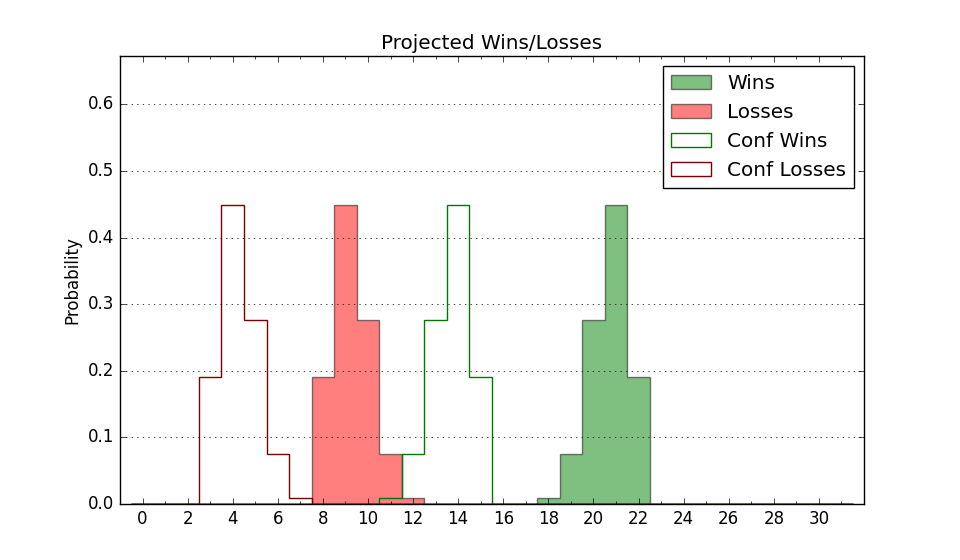 Projected Wins/Losses
Wins
Losses
Conf Wins
Conf Losses
Probability
0.6
0.5
0.4
0.3
0.2
0.1
0.0
0 2 4 6 8 10 12 14 16 18 20 22 24 26 28 30